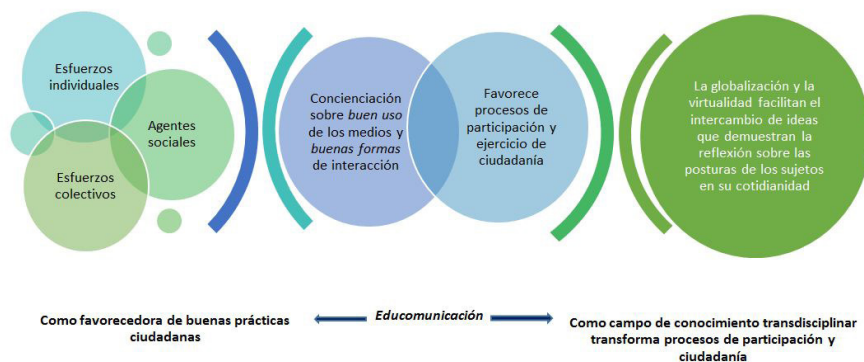 Esfuerzos
individuales
Agentes
sociales
Esfuerzos
colectivos
Concienciación
sobre buen uso
de los medios y
buenas formas
de interacción
Favorece
procesos de
participación y
ejercicio de
ciudadanía
La globalización y la
virtualidad facilitan el
intercambio de ideas
que demuestran la
reflexión sobre las
posturas de los sujetos
en su cotidianidad
Como favorecedora de buenas prácticas
ciudadanas
Educomunicación
Como campo de conocimiento transdisciplinar
transforma procesos de participación y
ciudadanía